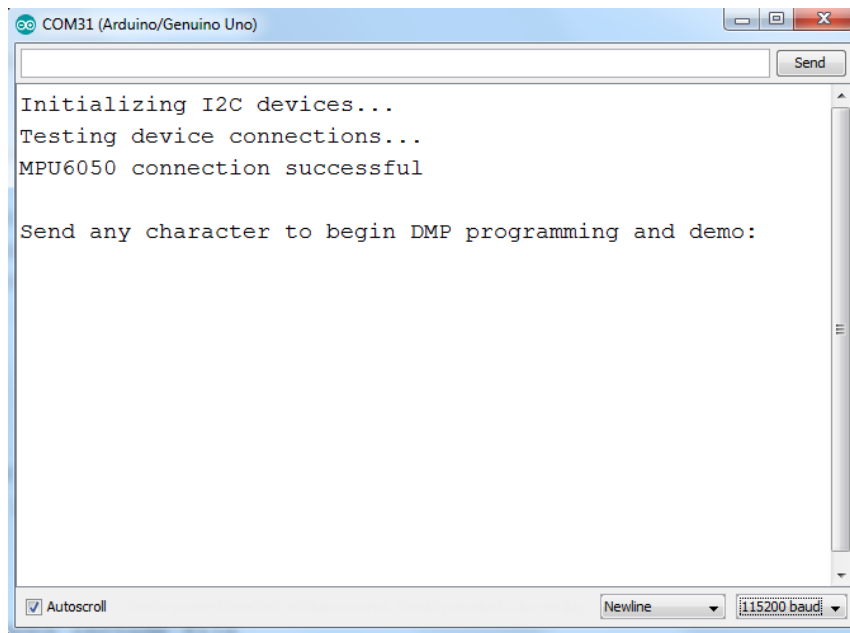 COM31 (Arduino/Genuino Uno)
Send
Initializing I2C devices...
Testing device connections...
MPU6050 connection successful
Send any character to begin DMP programming and demo:
Autoscroll
Newline
115200 baud